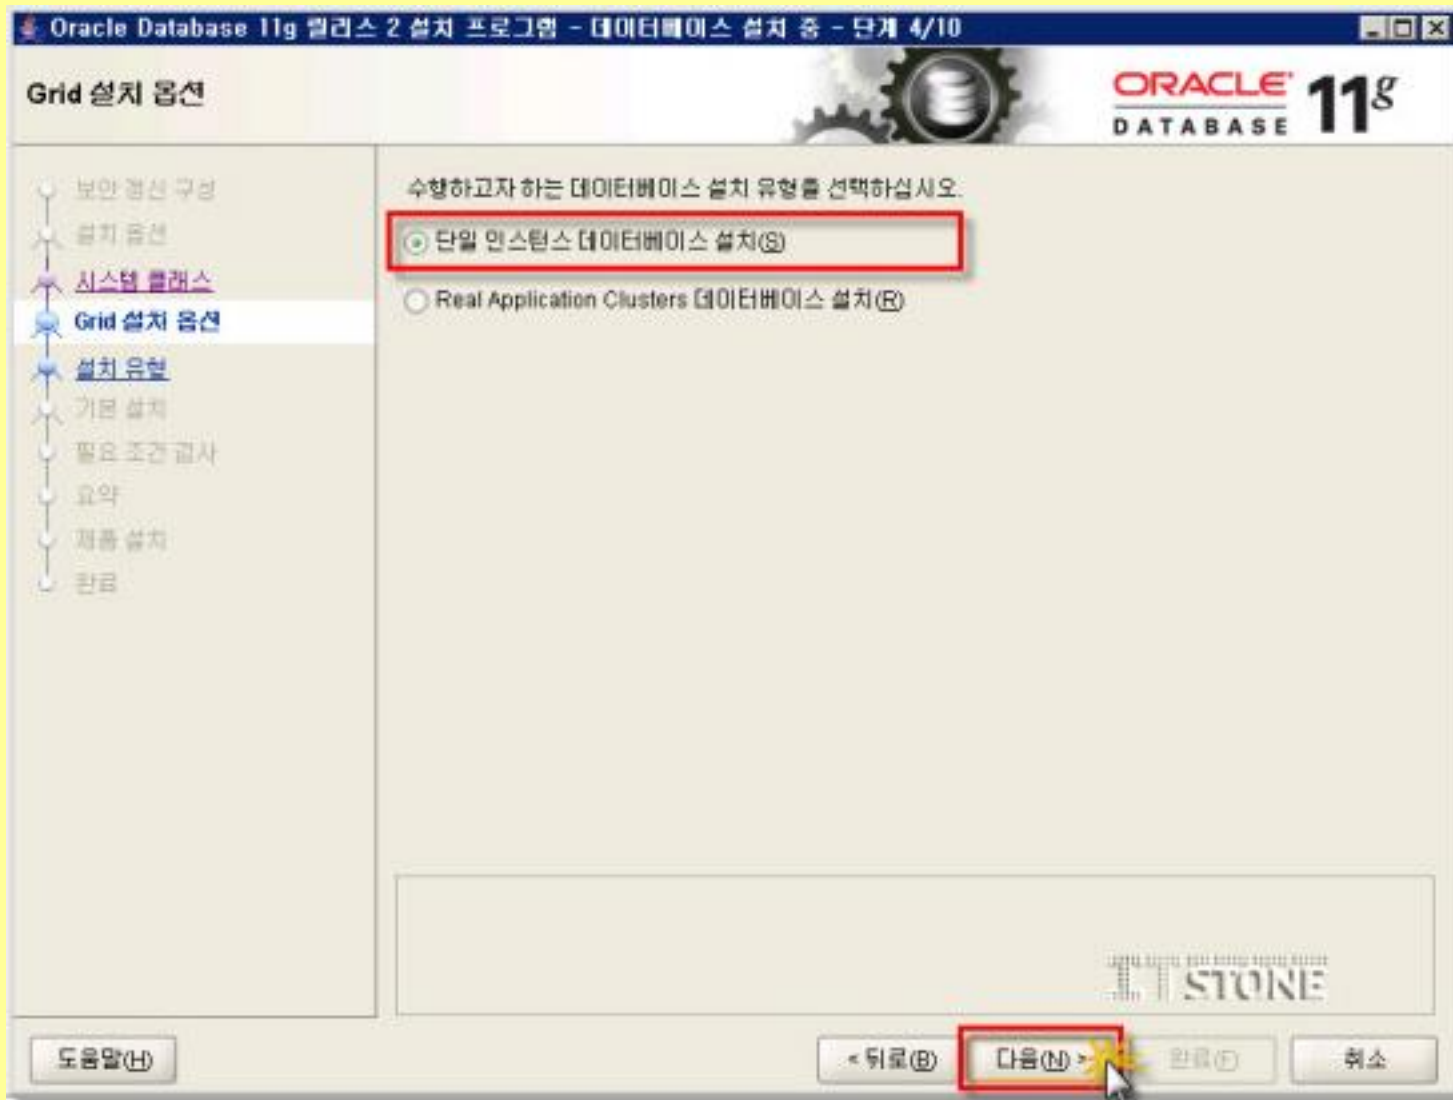 Oracle Database 11g 릴리스 2 설치 프로그램 - 데이터베이스 설치 중 - 단계 4/10
Grid 설치 옵션
ORACLE
DATABASE
11g
보안 갱신 구성
설치 옵션
시스템 클래스
Grid 설치 옵션
설치 유형
기본 설치
필요 조건 검사
요약
제품 설치
완료
수행하고자 하는 데이터베이스 설치 유형을 선택하십시오.
단일 인스턴스 데이터베이스 설치(S)
Real Application Clusters 데이터베이스 설치(R)
IT STONE
도움말(H)
< 뒤로(B)
다음(N) >
완료(F)
취소